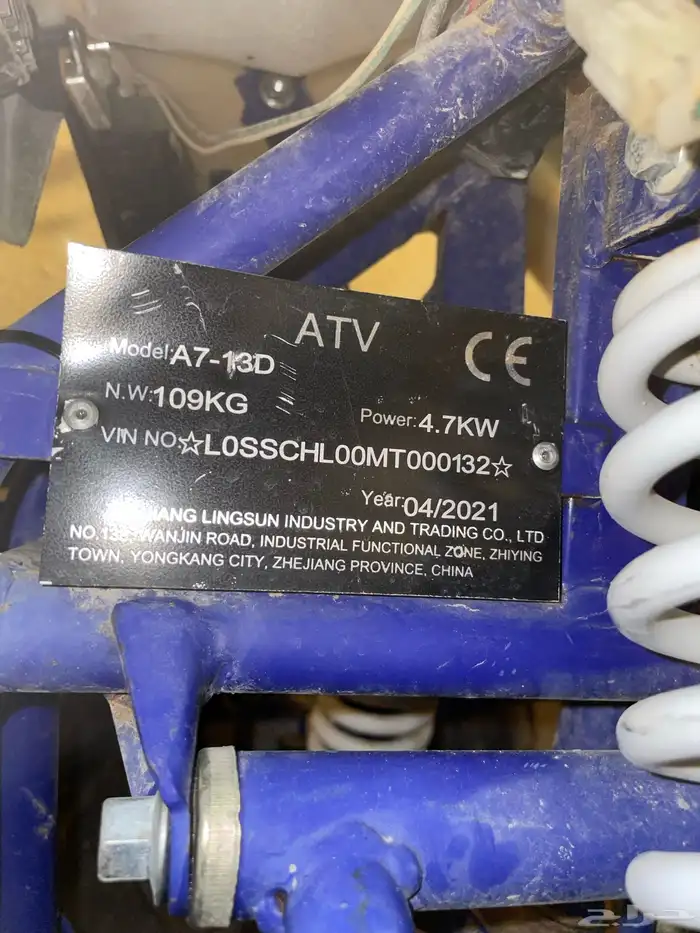 ATV
CE
Model:A7-13D
N.W:109KG
Power:4.7KW
VIN NO☆L0SSCHL00MT000132☆
Year:04/2021
LINGSUN INDUSTRY AND TRADING CO., LTD
WANJIN ROAD, INDUSTRIAL FUNCTIONAL ZONE, ZHIYING
TOWN, YONGKANG CITY, ZHEJIANG PROVINCE, CHINA
حراج